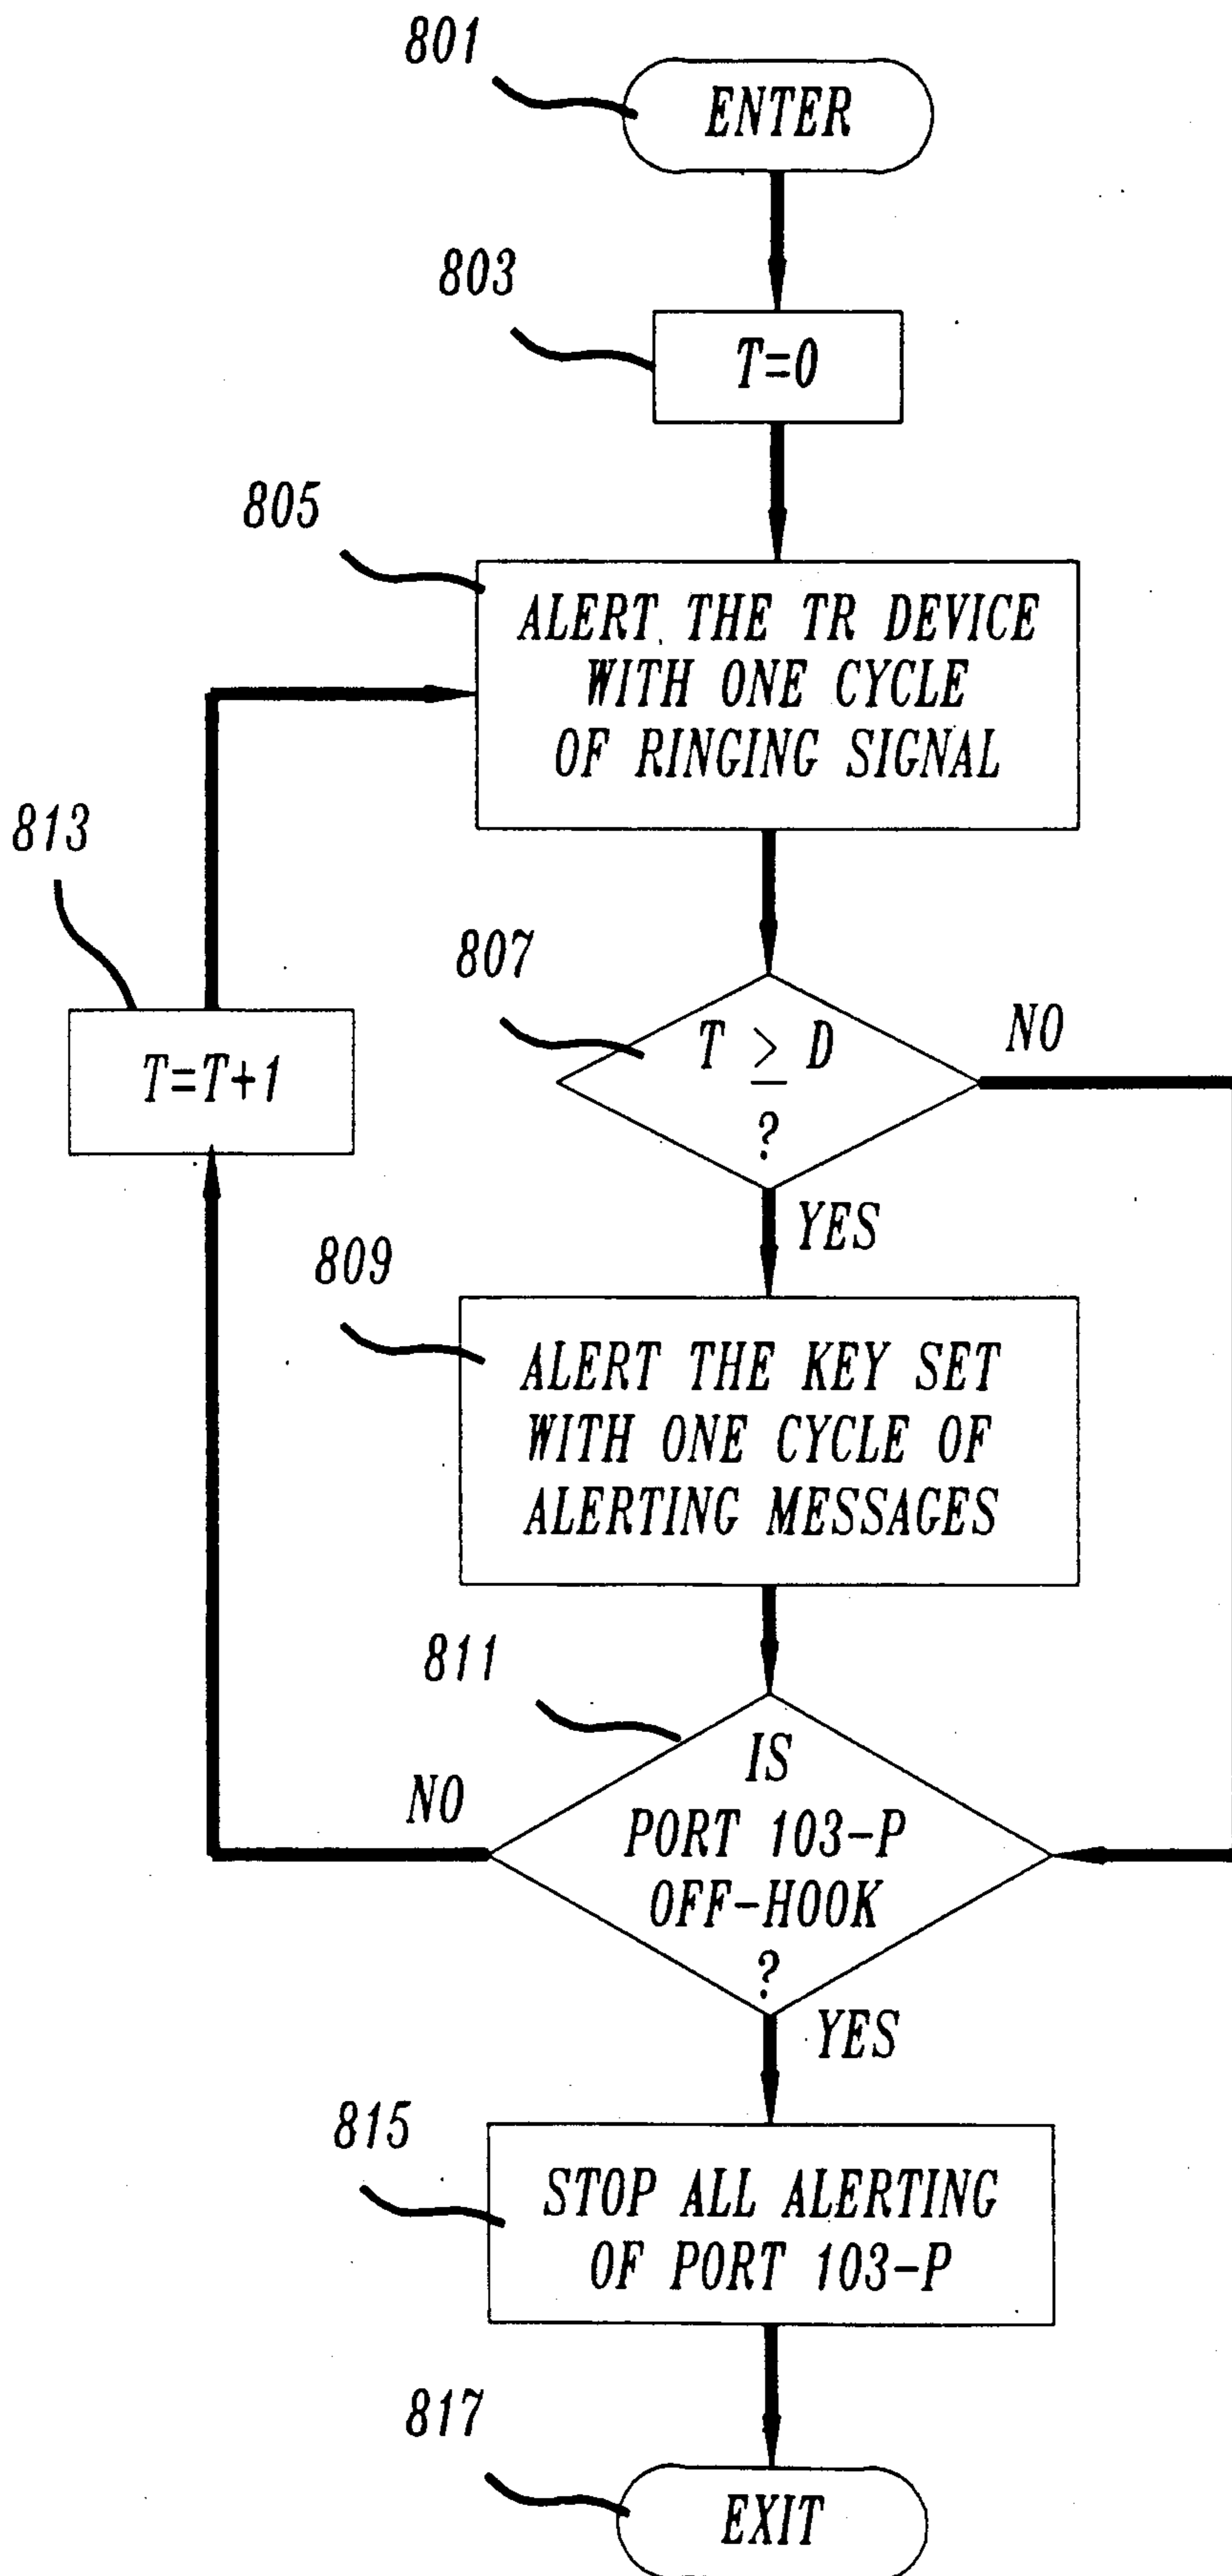 801
ENTER
803
T=0
805
ALERT THE TR DEVICE
WITH ONE CYCLE
OF RINGING SIGNAL
813
T=T+1
807
T ≥ D
?
NO
YES
809
ALERT THE KEY SET
WITH ONE CYCLE OF
ALERTING MESSAGES
811
IS
PORT 103-P
OFF-HOOK
?
NO
YES
815
STOP ALL ALERTING
OF PORT 103-P
817
EXIT